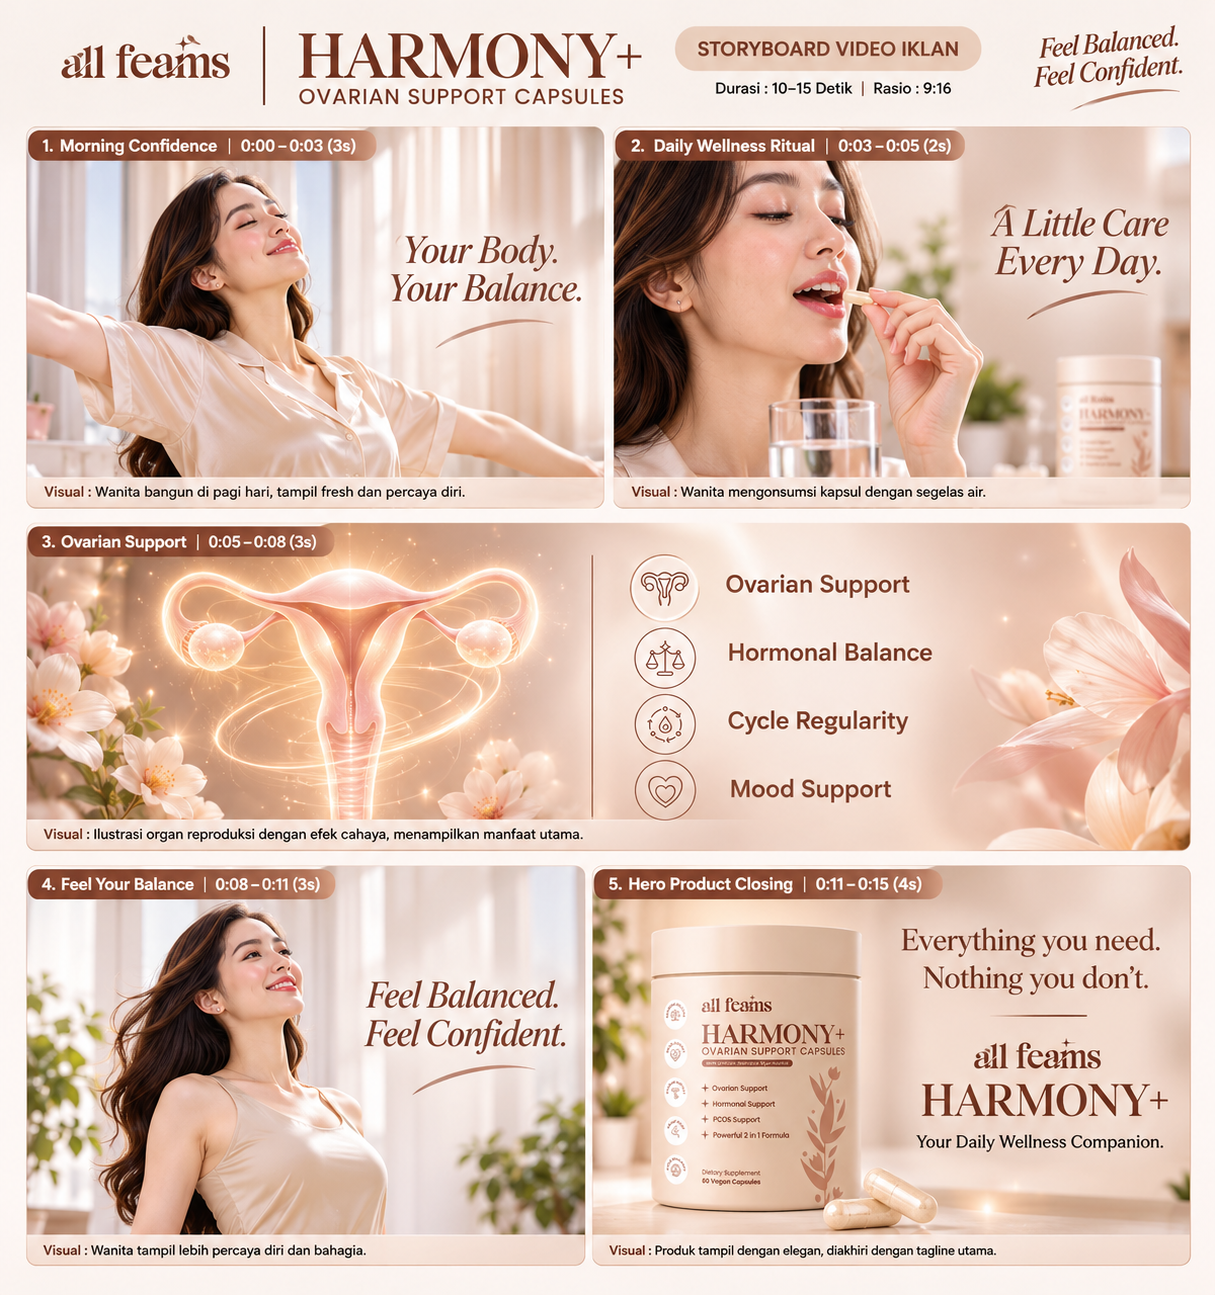 all feams
HARMONY+
OVARIAN SUPPORT CAPSULES
STORYBOARD VIDEO IKLAN
Durasi : 10–15 Detik | Rasio : 9:16
Feel Balanced.
Feel Confident.
1. Morning Confidence | 0:00–0:03 (3s)
Your Body.
Your Balance.
Visual : Wanita bangun di pagi hari, tampil fresh dan percaya diri.
2. Daily Wellness Ritual | 0:03–0:05 (2s)
A Little Care
Every Day.
all feams
HARMONY+
Visual : Wanita mengonsumsi kapsul dengan segelas air.
3. Ovarian Support | 0:05–0:08 (3s)
Ovarian Support
Hormonal Balance
Cycle Regularity
Mood Support
Visual : Ilustrasi organ reproduksi dengan efek cahaya, menampilkan manfaat utama.
4. Feel Your Balance | 0:08–0:11 (3s)
Feel Balanced.
Feel Confident.
Visual : Wanita tampil lebih percaya diri dan bahagia.
5. Hero Product Closing | 0:11–0:15 (4s)
all feams
HARMONY+
OVARIAN SUPPORT CAPSULES
Ovarian Support
Hormonal Support
PCOS Support
Powerful 2 in 1 Formula
Dietary Supplement
60 Vegan Capsules
Everything you need.
Nothing you don't.
all feams
HARMONY+
Your Daily Wellness Companion.
Visual : Produk tampil dengan elegan, diakhiri dengan tagline utama.